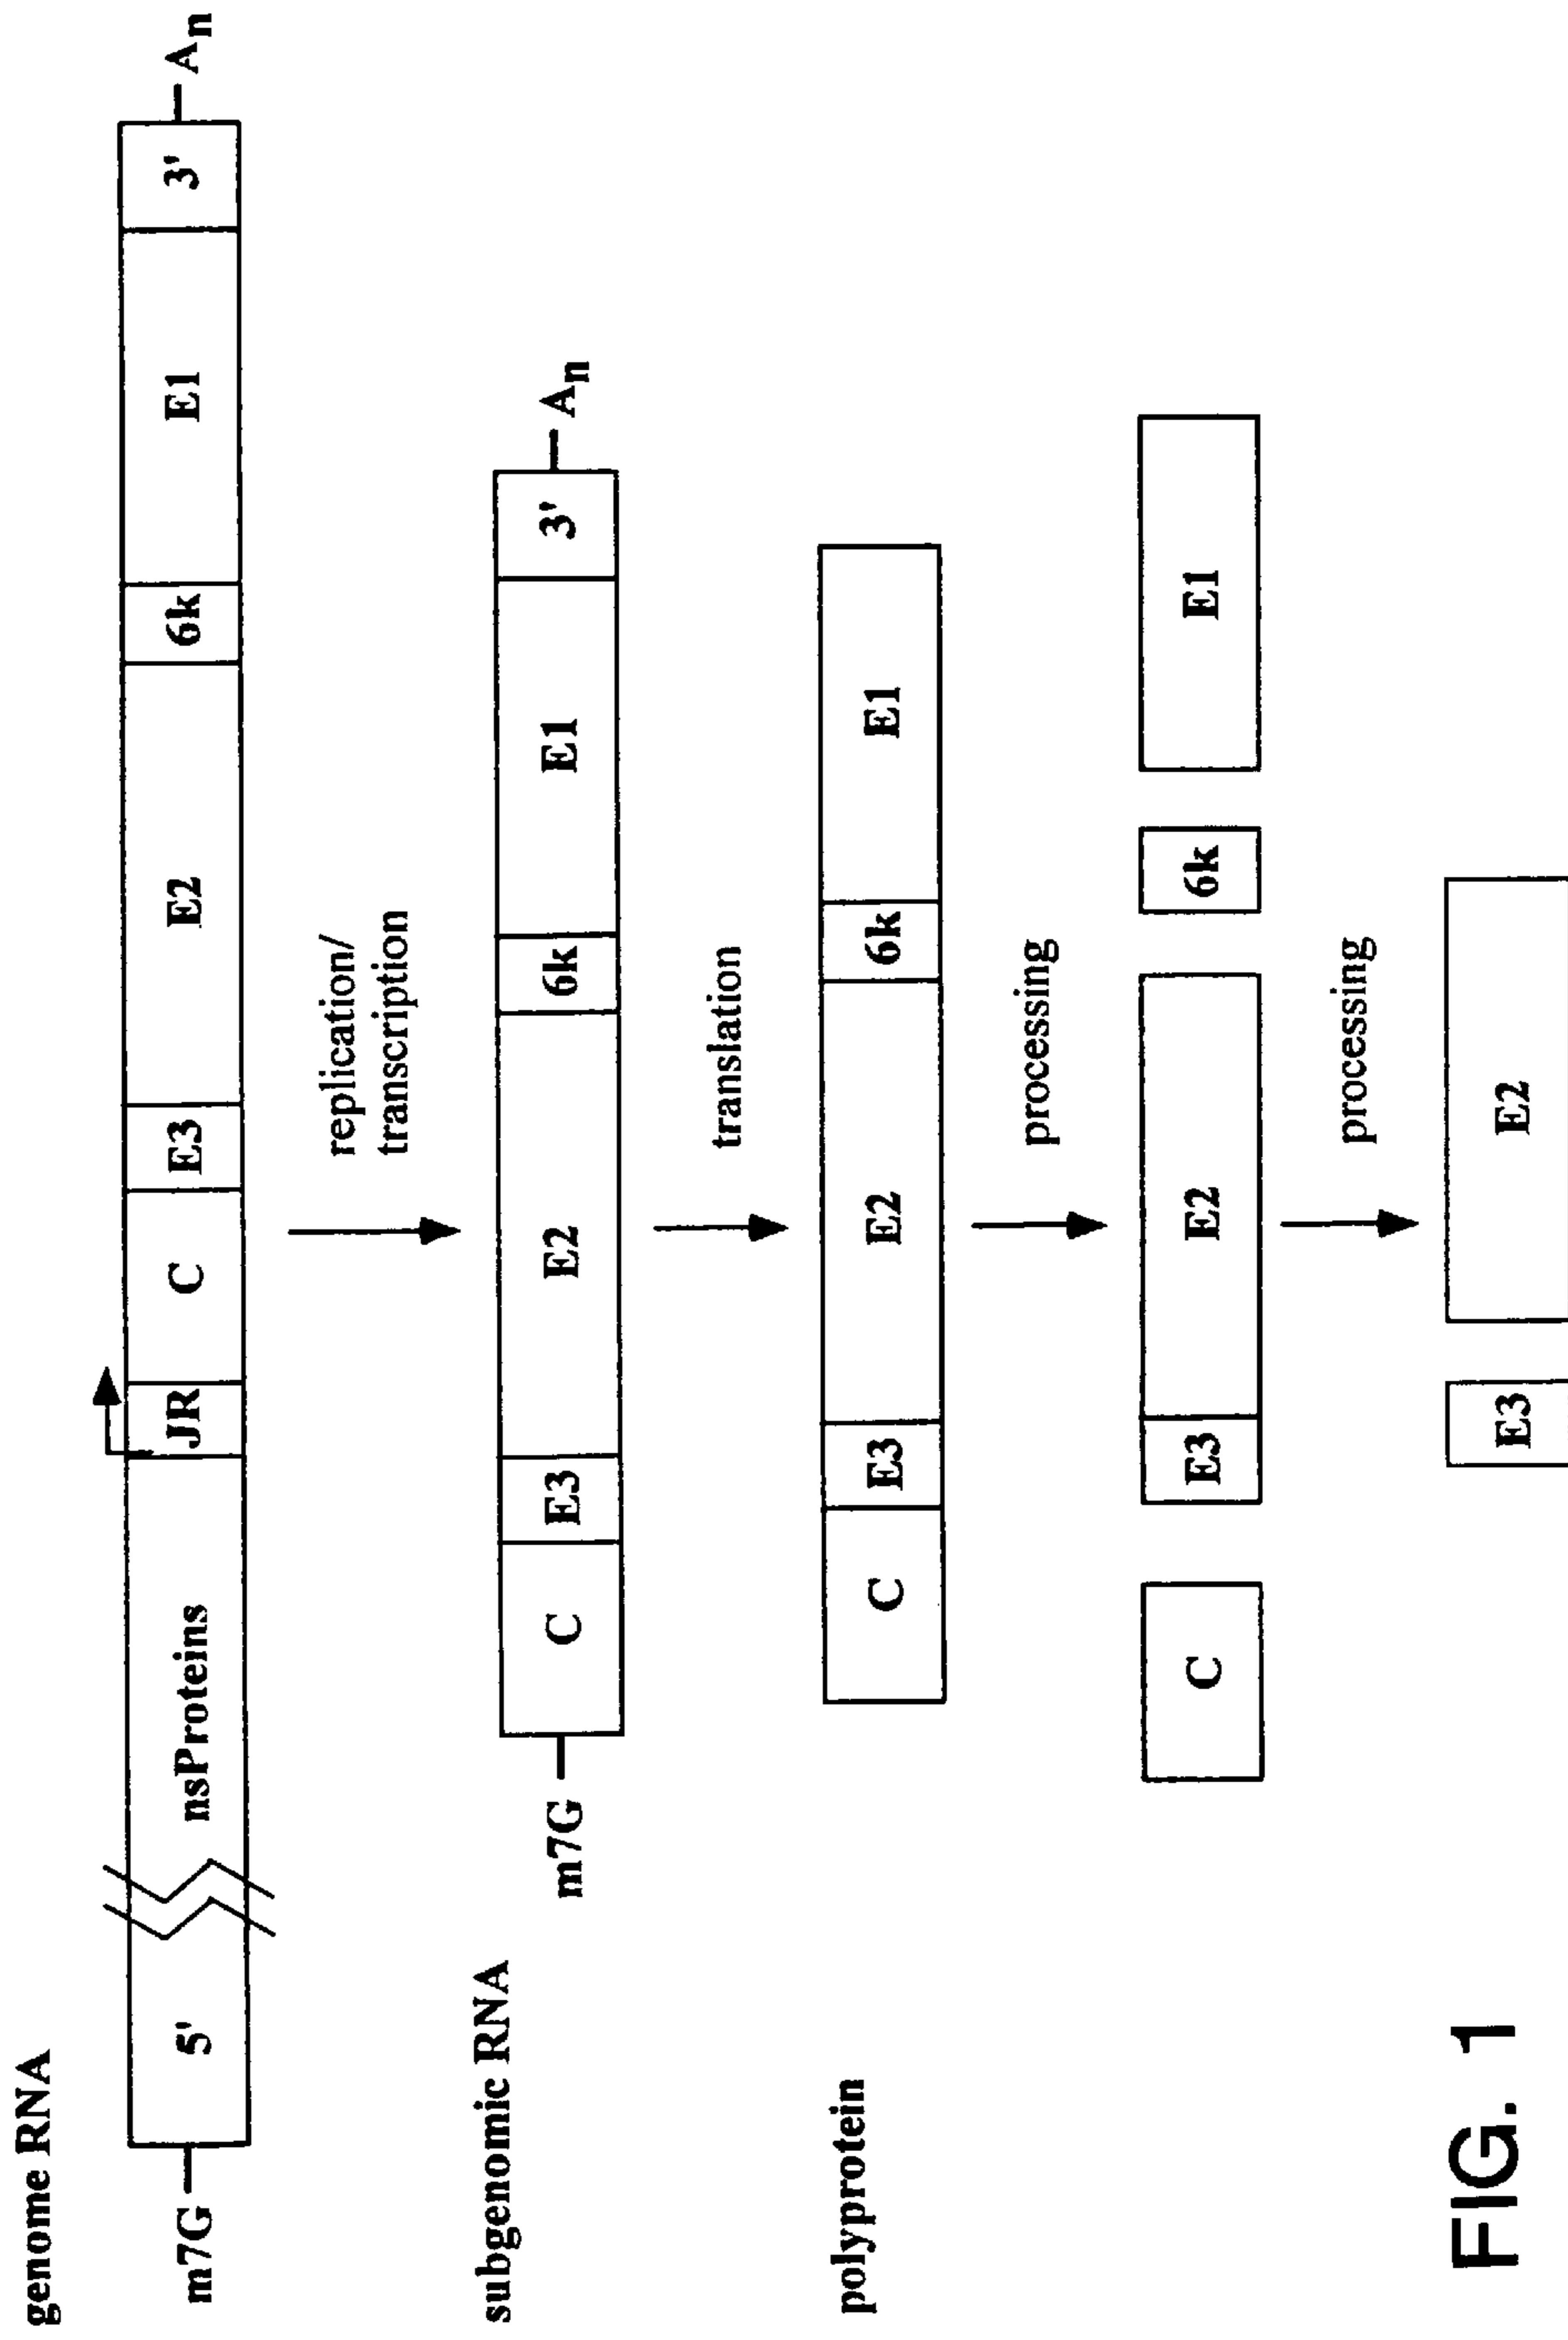 genome RNA
m7G 5' nsProteins JR C E3 E2 6k E1 3' An
replication/
transcription
subgenomic RNA
m7G C E3 E2 6k E1 3' An
translation
polyprotein
C E3 E2 6k E1
processing
C E3 E2 6k E1
processing
E3 E2
FIG. 1